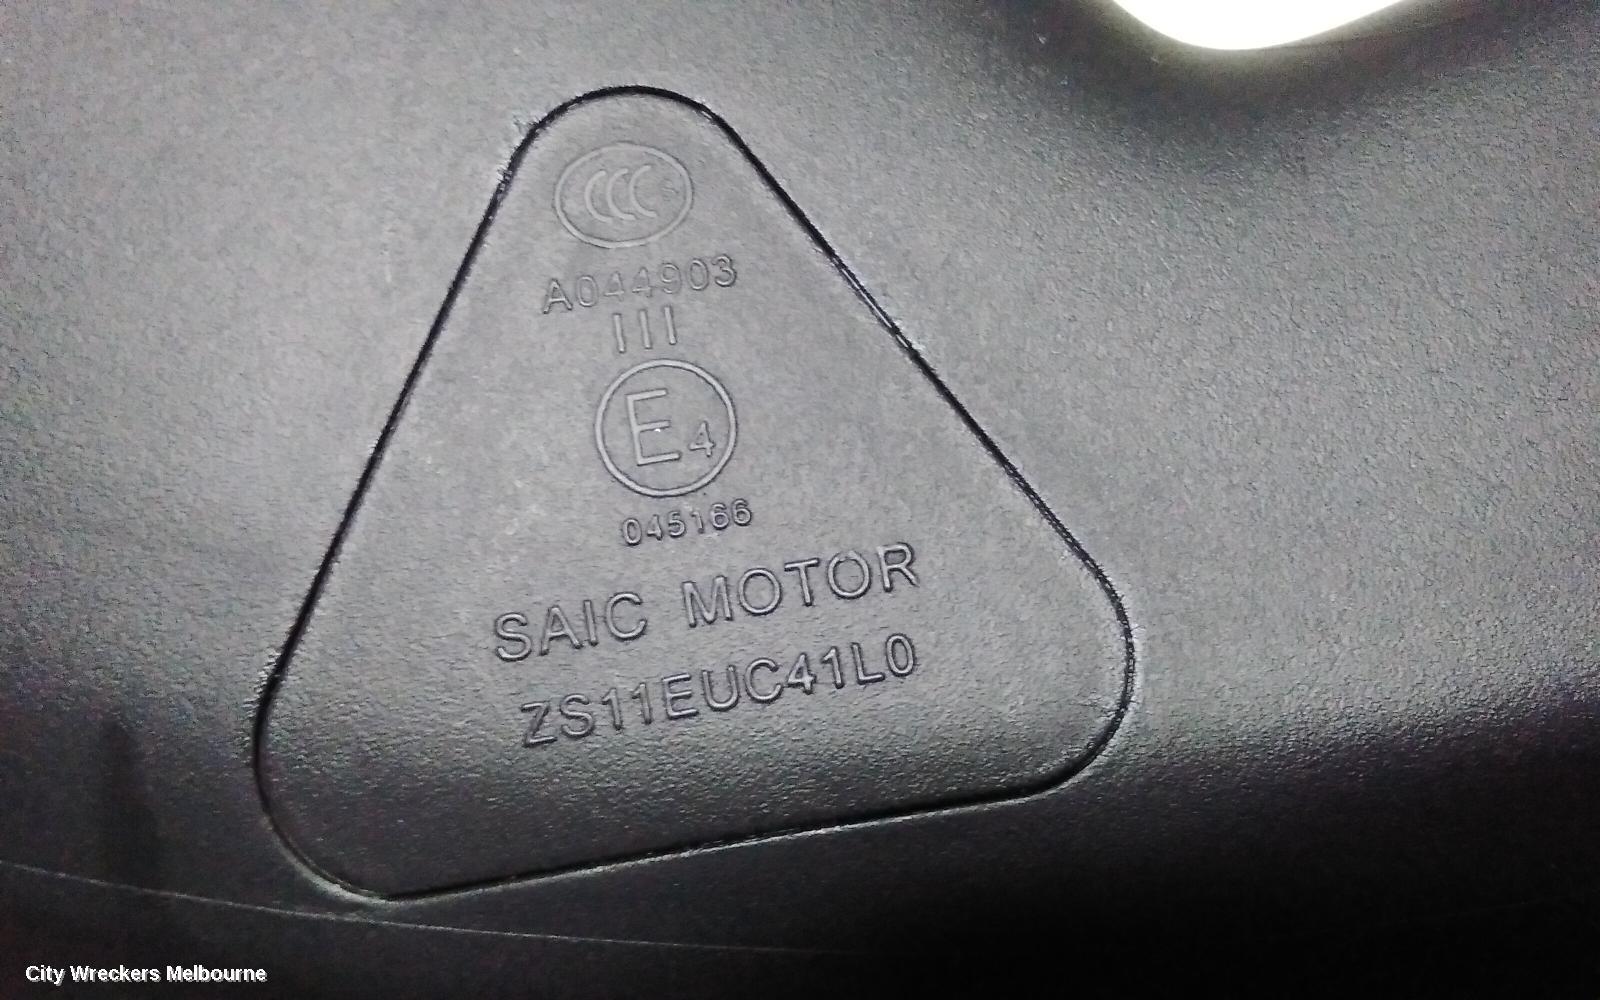 CCC S
A044903
III
E4
045166
SAIC MOTOR
ZS11EUC41L0
City Wreckers Melbourne